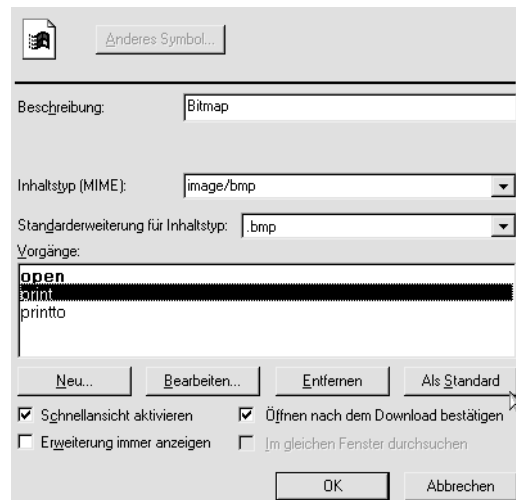 Anderes Symbol...
Beschreibung: Bitmap
Inhaltstyp (MIME): image/bmp
Standarderweiterung für Inhaltstyp: .bmp
Vorgänge:
open
print
printto
Neu... Bearbeiten... Entfernen Als Standard
Schnellansicht aktivieren Öffnen nach dem Download bestätigen
Erweiterung immer anzeigen Im gleichen Fenster durchsuchen
OK Abbrechen